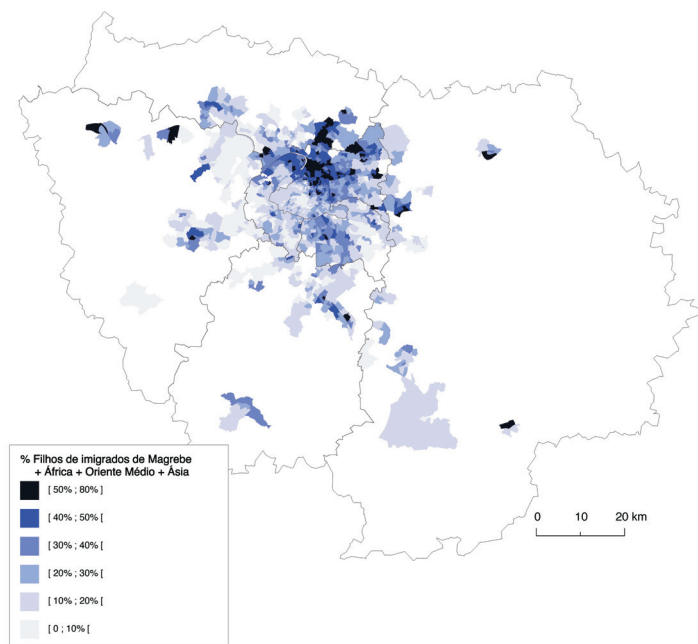 % Filhos de imigrados de Magrebe
+ África + Oriente Médio + Ásia
[ 50% ; 80% [
[ 40% ; 50% [
[ 30% ; 40% [
[ 20% ; 30% [
[ 10% ; 20% [
[ 0 ; 10% [
0 10 20 km